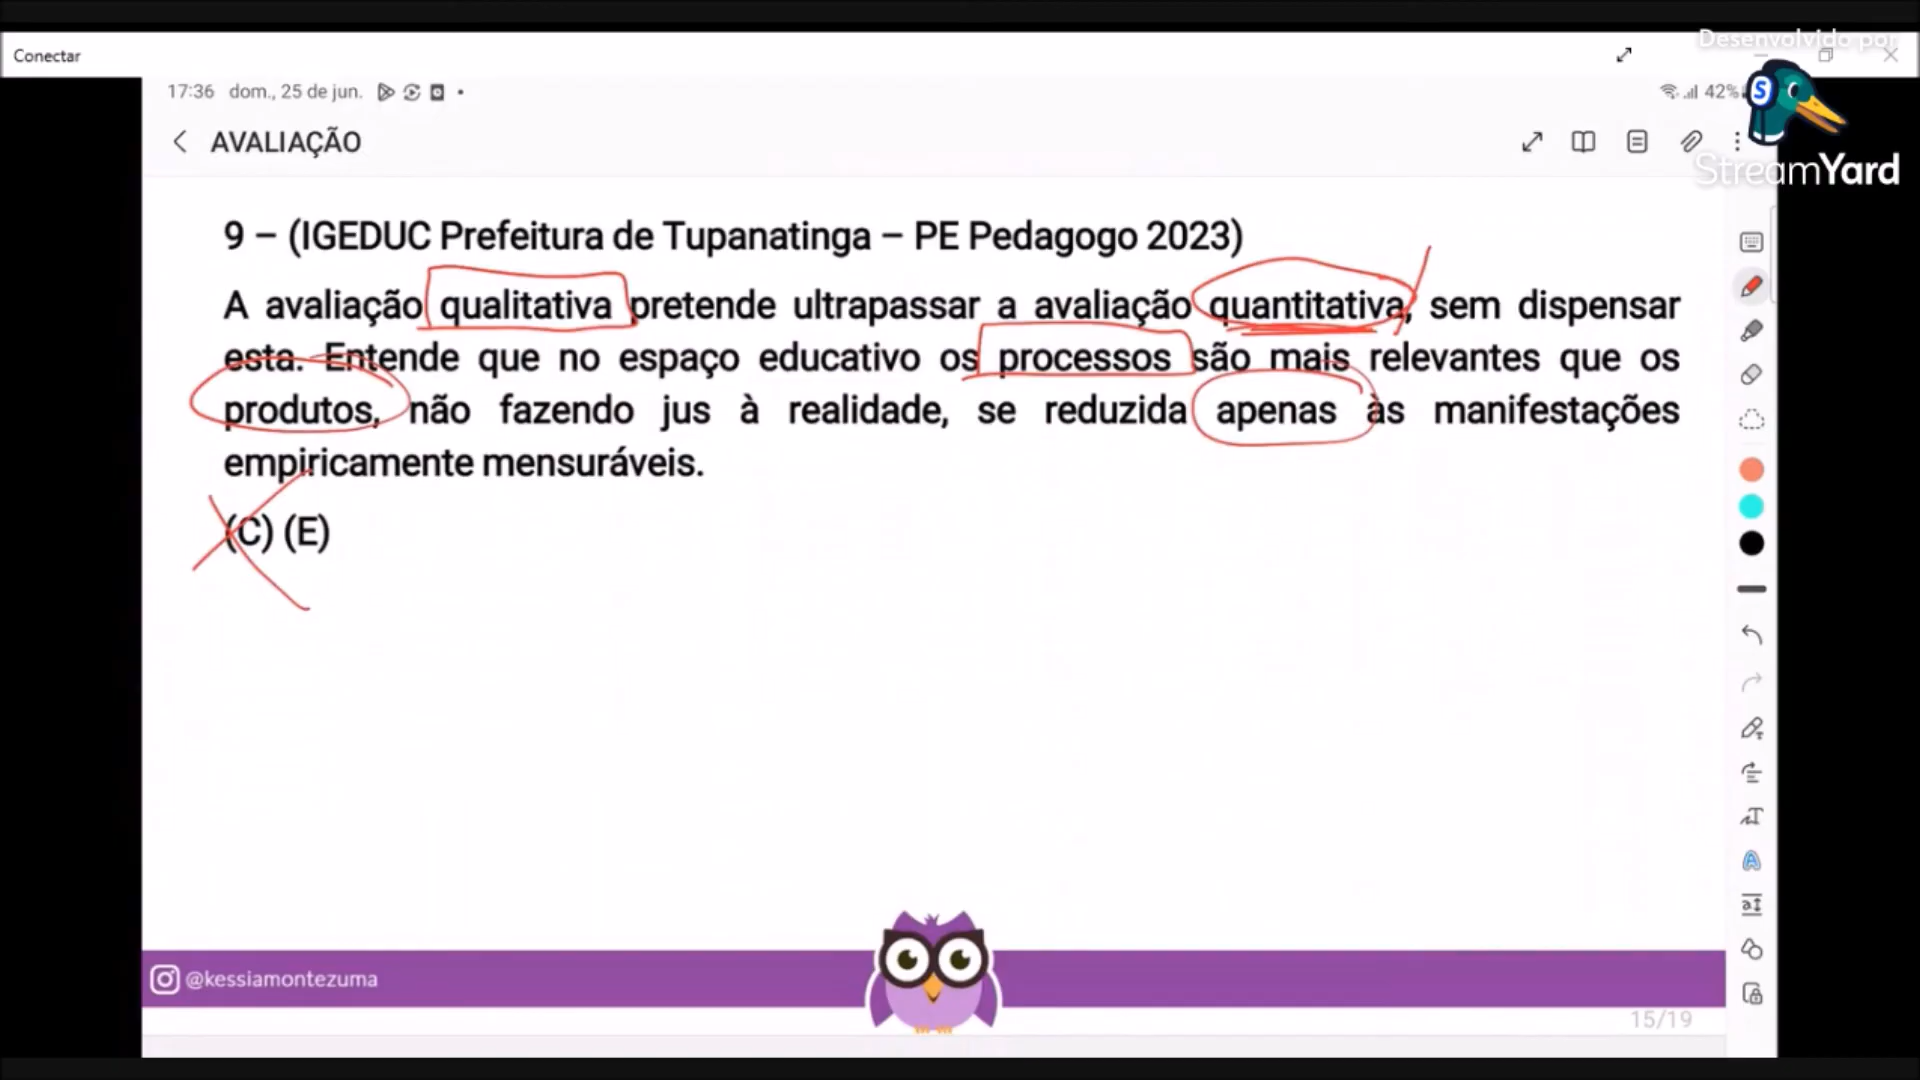 Desenvolvido por
Conectar
17:36 dom., 25 de jun.
42%
AVALIAÇÃO
StreamYard
9 – (IGEDUC Prefeitura de Tupanatinga – PE Pedagogo 2023)
A avaliação qualitativa pretende ultrapassar a avaliação quantitativa, sem dispensar
esta. Entende que no espaço educativo os processos são mais relevantes que os
produtos, não fazendo jus à realidade, se reduzida apenas às manifestações
empiricamente mensuráveis.
(C) (E)
@kessiamontezuma
15/19